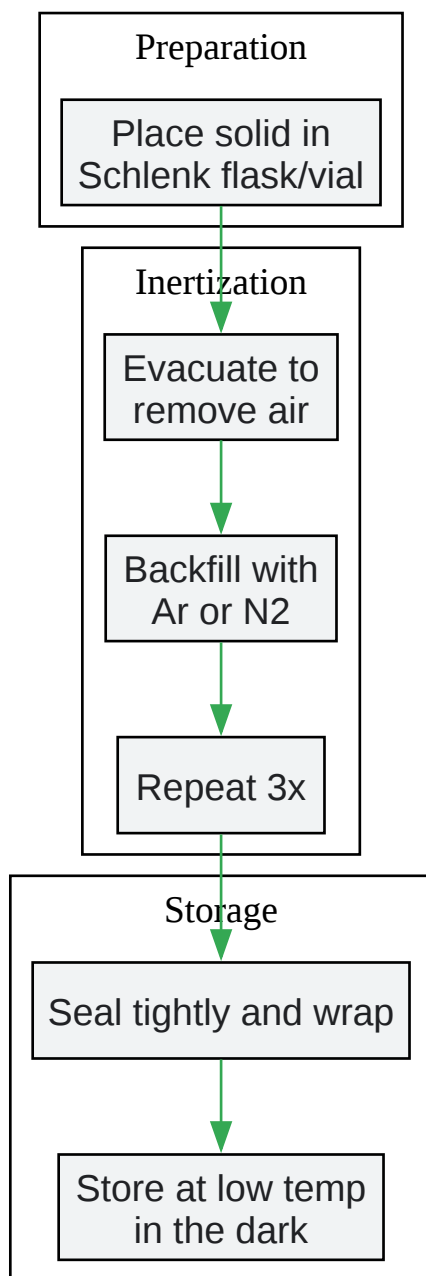 Preparation
Place solid in
Schlenk flask/vial
Inertization
Evacuate to
remove air
Backfill with
Ar or N2
Repeat 3x
Storage
Seal tightly and wrap
Store at low temp
in the dark